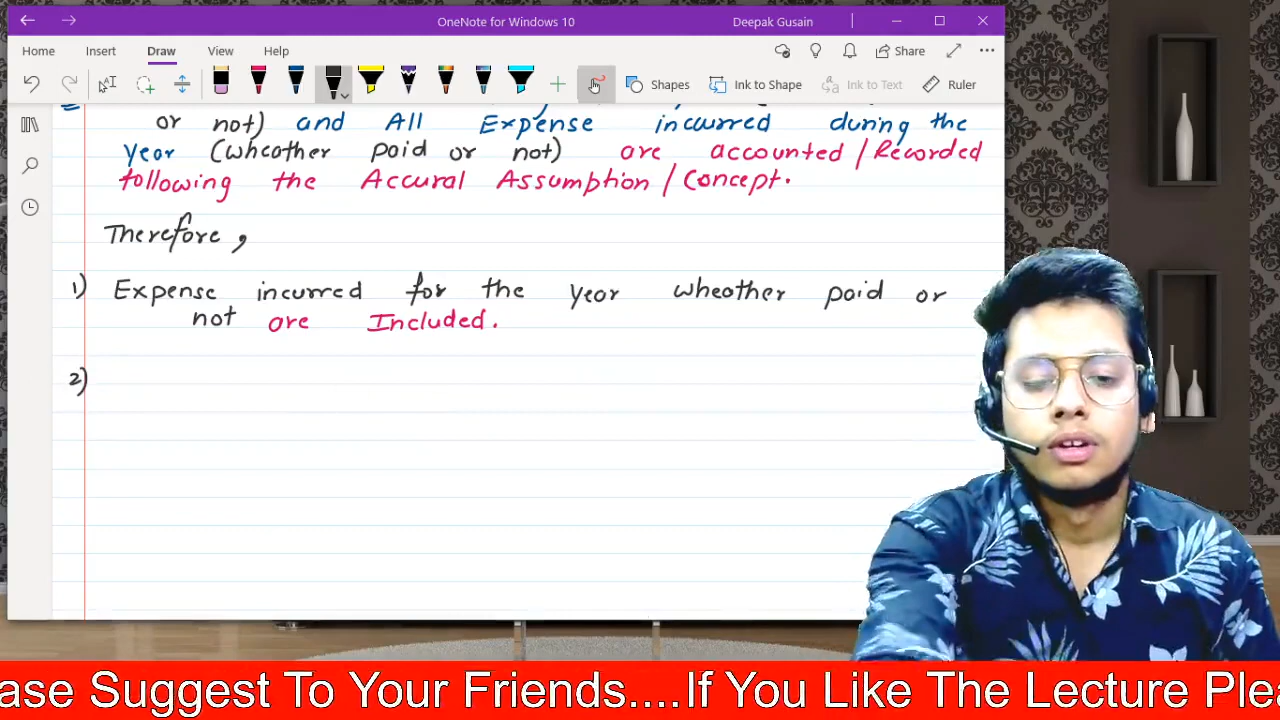 OneNote for Windows 10
Deepak Gusain
Home Insert Draw View Help
Share
Shapes Ink to Shape Ink to Text Ruler
or not) and All Expense incurred during the
year (wheather paid or not) are accounted / Recorded
following the Accural Assumption / Concept.
Therefore,
1) Expense incurred for the year wheather paid or
not are Included.
2)
ase Suggest To Your Friends....If You Like The Lecture Plea